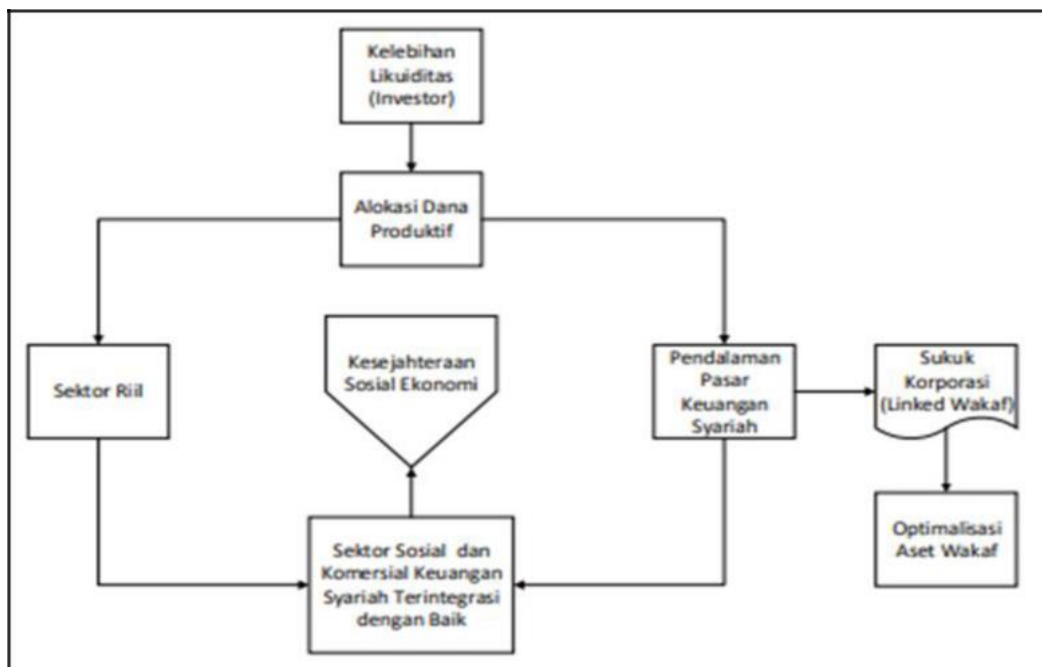 Kelebihan
Likuiditas
(Investor)
Alokasi Dana
Produktif
Sektor Riil
Kesejahteraan
Sosial Ekonomi
Pendalaman
Pasar
Keuangan
Syariah
Sukuk
Korporasi
(Linked Wakaf)
Sektor Sosial dan
Komersial Keuangan
Syariah Terintegrasi
dengan Baik
Optimalisasi
Aset Wakaf